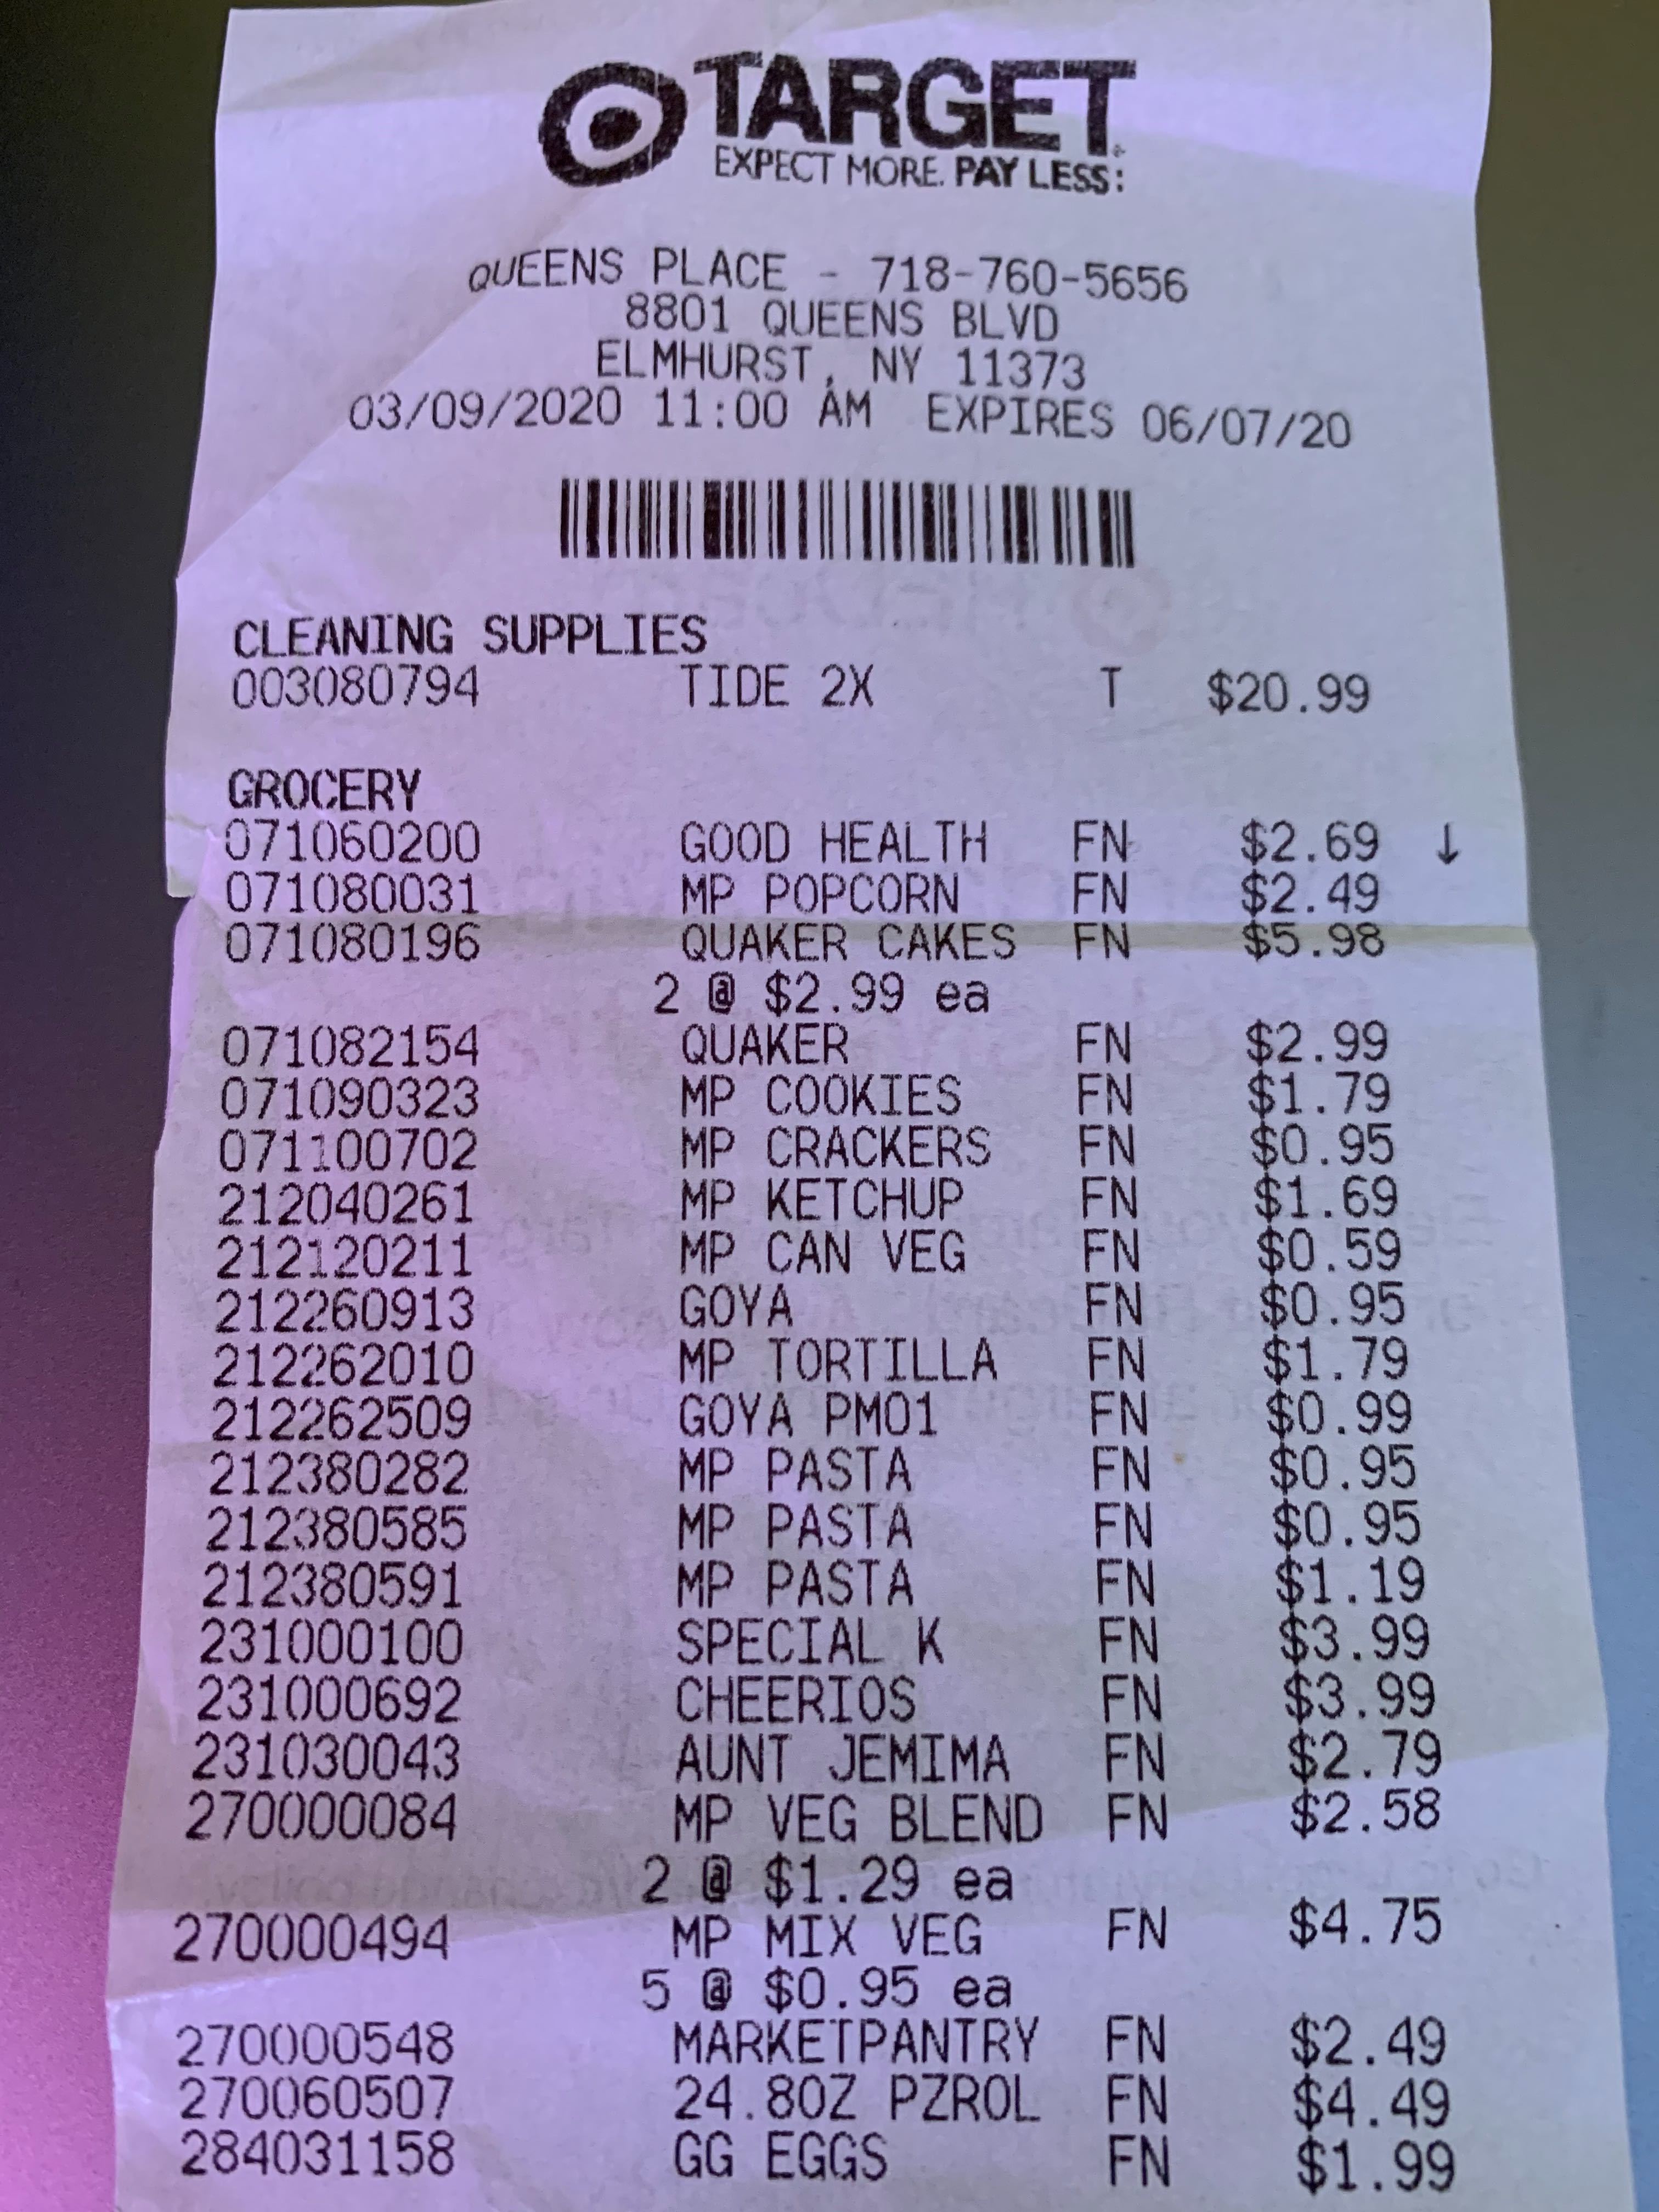 TARGET
EXPECT MORE. PAY LESS.
QUEENS PLACE - 718-760-5656
8801 QUEENS BLVD
ELMHURST, NY 11373
03/09/2020 11:00 AM EXPIRES 06/07/20
CLEANING SUPPLIES
003080794 TIDE 2X T $20.99
GROCERY
071060200 GOOD HEALTH FN $2.69 ↓
071080031 MP POPCORN FN $2.49
071080196 QUAKER CAKES FN $5.98
2 @ $2.99 ea
071082154 QUAKER FN $2.99
071090323 MP COOKIES FN $1.79
071100702 MP CRACKERS FN $0.95
212040261 MP KETCHUP FN $1.69
212120211 MP CAN VEG FN $0.59
212260913 GOYA FN $0.95
212262010 MP TORTILLA FN $1.79
212262509 GOYA PM01 FN $0.99
212380282 MP PASTA FN $0.95
212380585 MP PASTA FN $0.95
212380591 MP PASTA FN $1.19
231000100 SPECIAL K FN $3.99
231000692 CHEERIOS FN $3.99
231030043 AUNT JEMIMA FN $2.79
270000084 MP VEG BLEND FN $2.58
2 @ $1.29 ea
270000494 MP MIX VEG FN $4.75
5 @ $0.95 ea
270000548 MARKETPANTRY FN $2.49
270060507 24.8OZ PZROL FN $4.49
284031158 GG EGGS FN $1.99